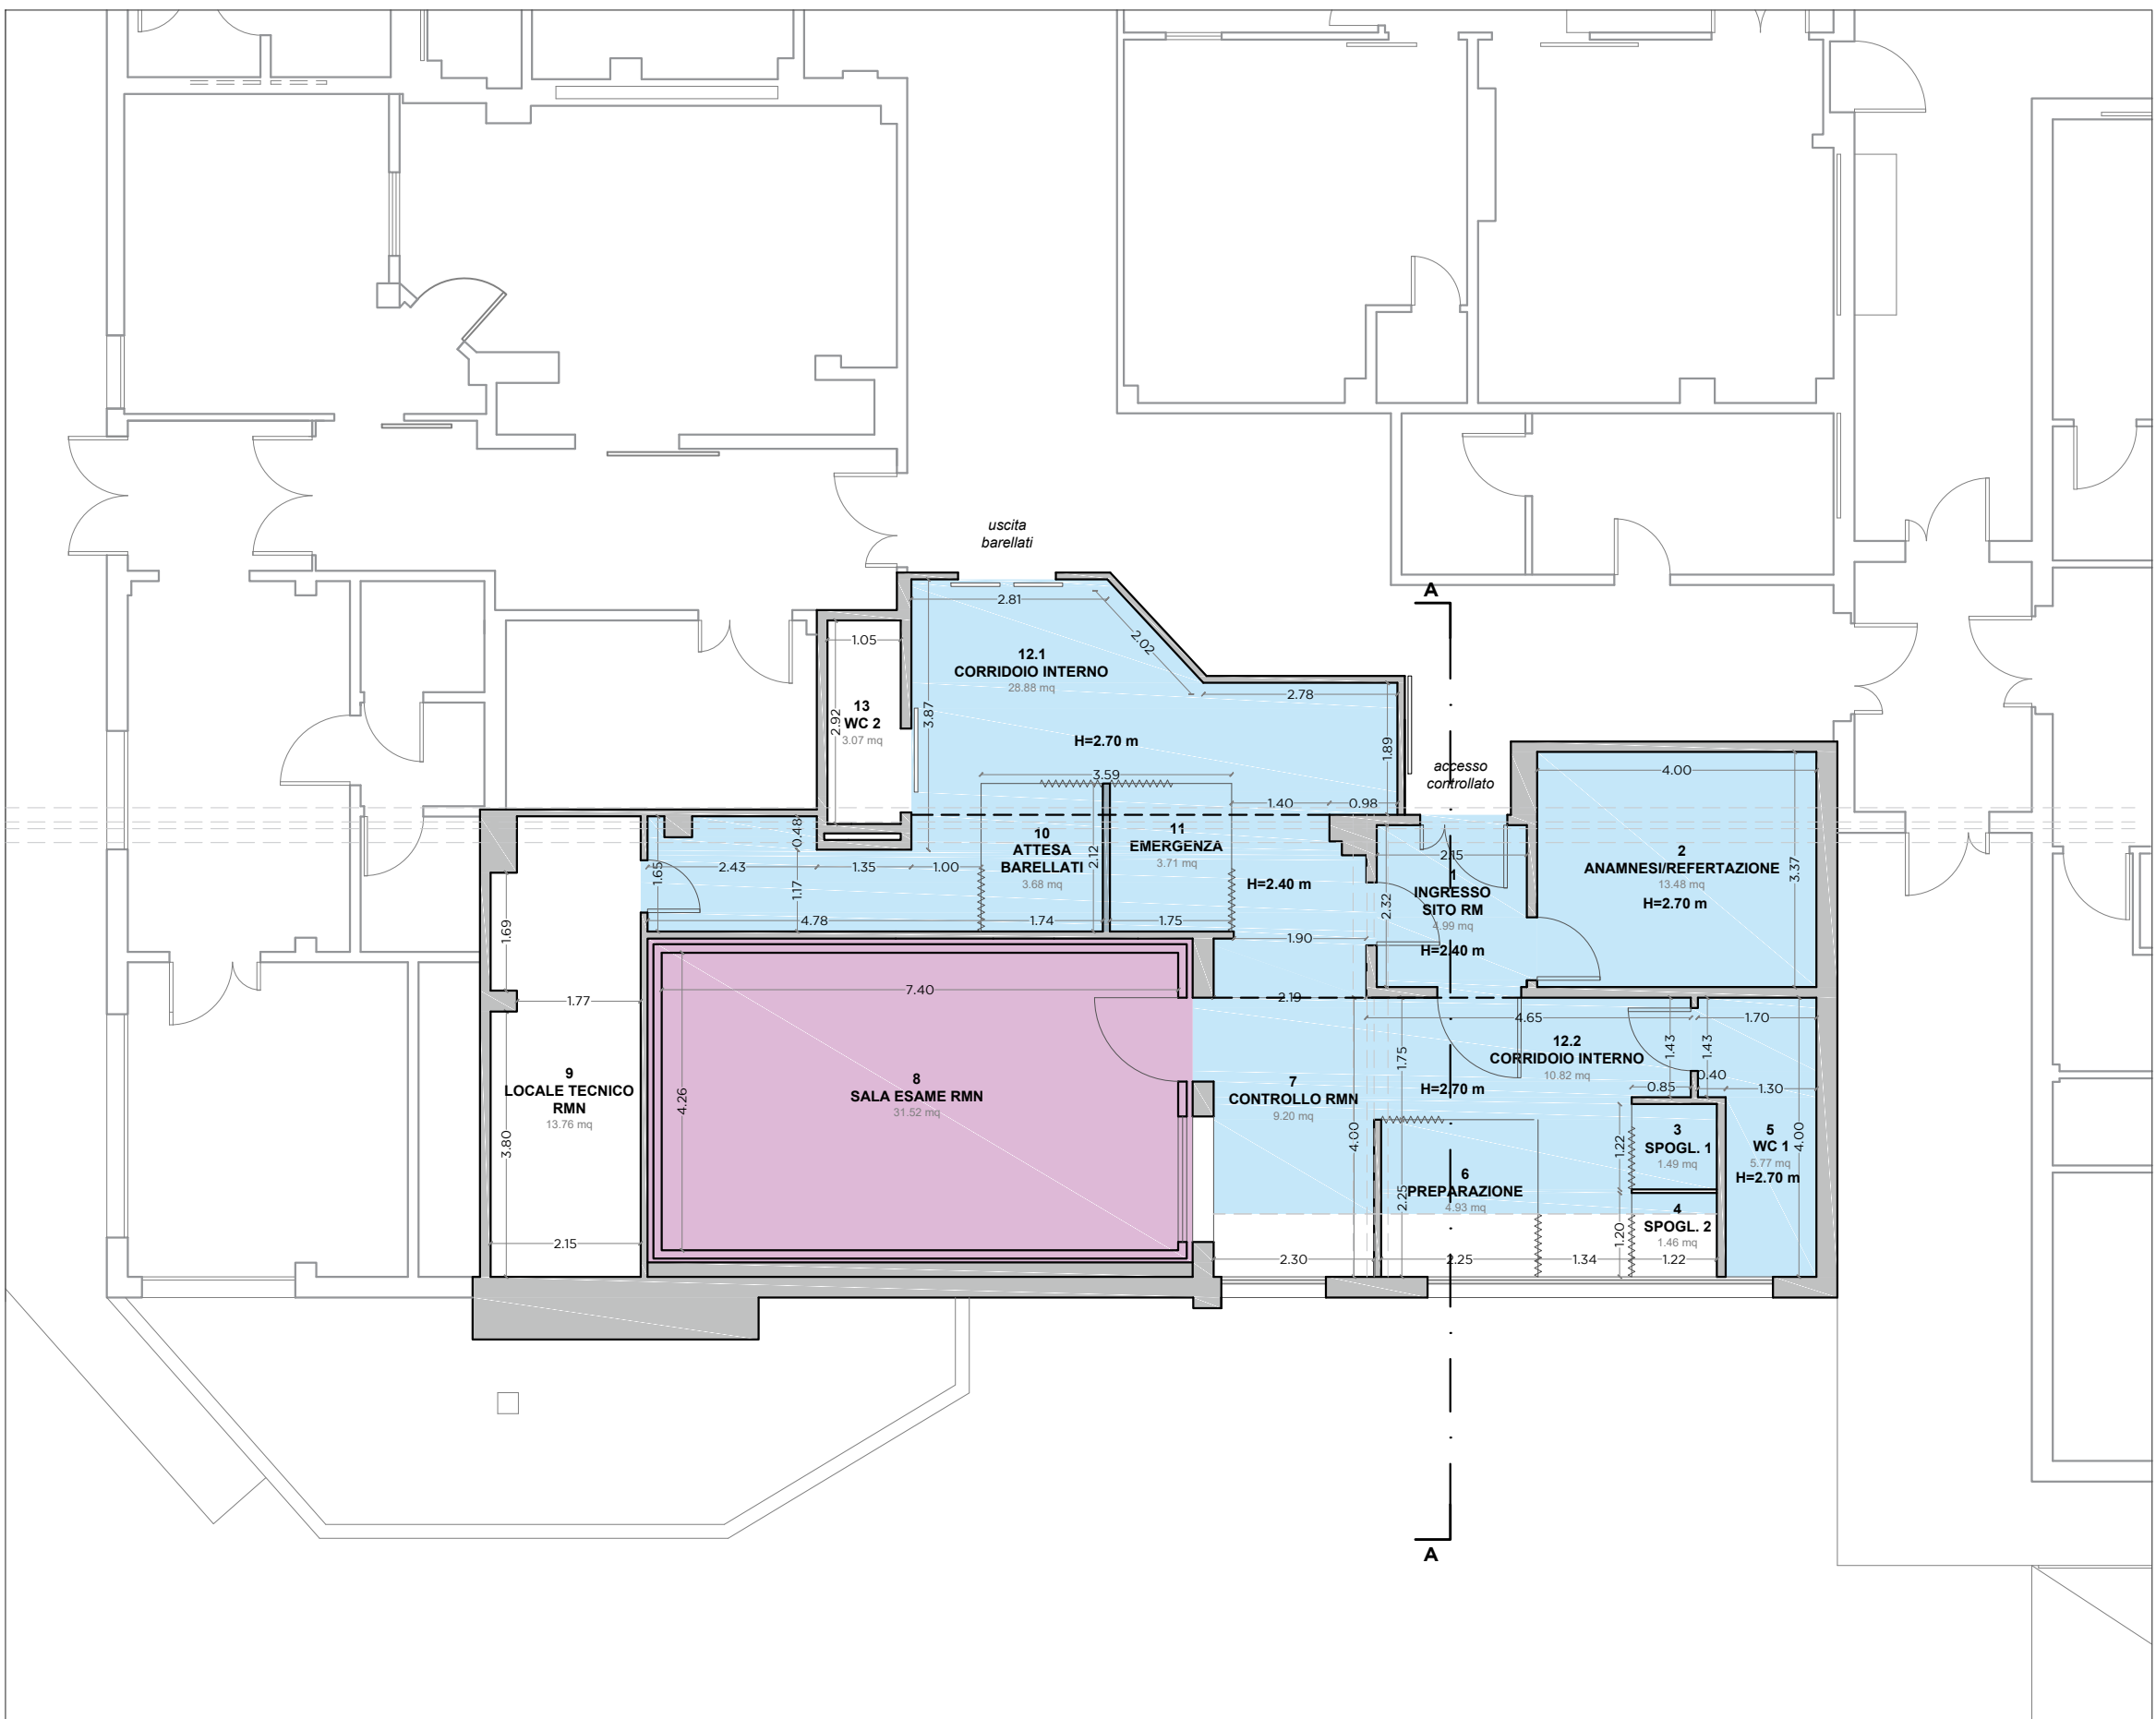 uscita
barellati
A
2.81
2.02
1.05
12.1
CORRIDOIO INTERNO
28.88 mq
2.78
13
WC 2
3.07 mq
2.92
3.87
H=2.70 m
1.89
accesso
controllato
4.00
3.59
1.40
0.98
0.48
10
ATTESA
BARELLATI
3.68 mq
2.12
11
EMERGENZA
3.71 mq
2.15
2
ANAMNESI/REFERTAZIONE
13.48 mq
H=2.70 m
3.37
1.65
2.43
1.17
1.35
1.00
H=2.40 m
1
INGRESSO
SITO RM
4.99 mq
H=2.40 m
2.32
4.78
1.74
1.75
1.90
1.69
1.77
7.40
2.19
4.65
1.70
1.43
1.43
12.2
CORRIDOIO INTERNO
10.82 mq
1.75
H=2.70 m
0.85
0.40
1.30
9
LOCALE TECNICO
RMN
13.76 mq
8
SALA ESAME RMN
31.52 mq
4.26
7
CONTROLLO RMN
9.20 mq
4.00
3.80
3
SPOGL. 1
1.49 mq
1.22
5
WC 1
5.77 mq
H=2.70 m
4.00
6
PREPARAZIONE
4.93 mq
2.25
4
SPOGL. 2
1.46 mq
1.20
2.15
2.30
2.25
1.34
1.22
A